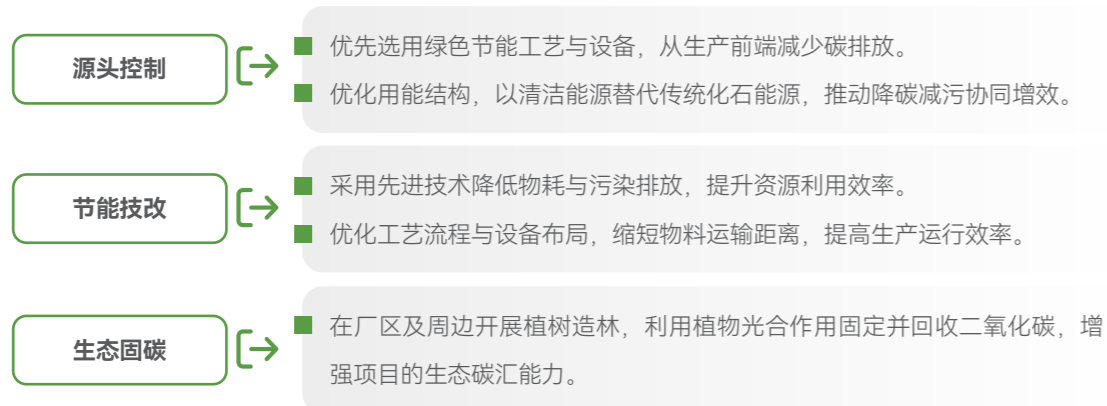 源头控制
优先选用绿色节能工艺与设备，从生产前端减少碳排放。
优化用能结构，以清洁能源替代传统化石能源，推动降碳减污协同增效。
节能技改
采用先进技术降低物耗与污染排放，提升资源利用效率。
优化工艺流程与设备布局，缩短物料运输距离，提高生产运行效率。
生态固碳
在厂区及周边开展植树造林，利用植物光合作用固定并回收二氧化碳，增
强项目的生态碳汇能力。